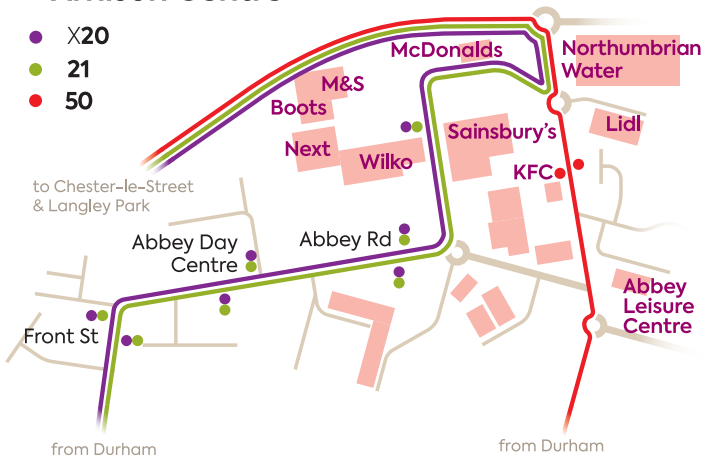 X20
21
50
McDonalds
Northumbrian
Water
M&S
Boots
Next
Wilko
Sainsbury's
Lidl
KFC
to Chester-le-Street
& Langley Park
Abbey Day
Centre
Abbey Rd
Abbey
Leisure
Centre
Front St
from Durham
from Durham